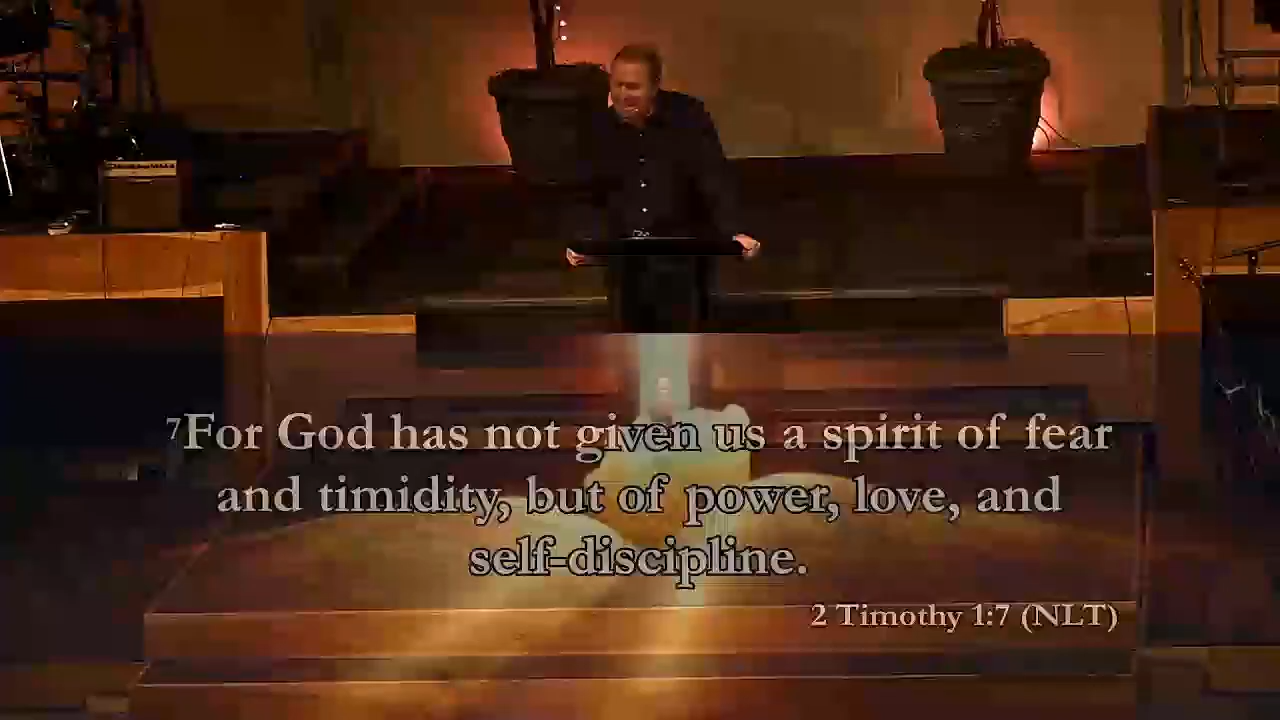 ⁷For God has not given us a spirit of fear
and timidity, but of power, love, and
self-discipline.
2 Timothy 1:7 (NLT)